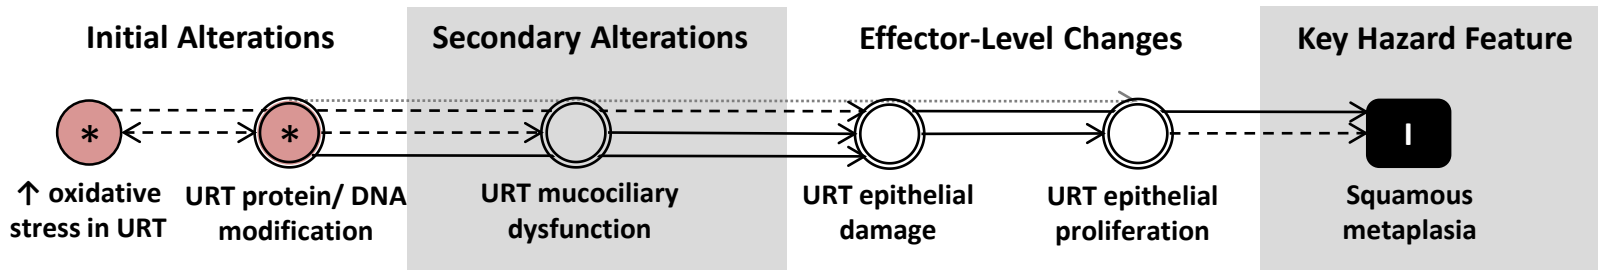 Initial Alterations
Secondary Alterations
Effector-Level Changes
Key Hazard Feature
*
*
I
↑ oxidative
stress in URT
URT protein/ DNA
modification
URT mucociliary
dysfunction
URT epithelial
damage
URT epithelial
proliferation
Squamous
metaplasia